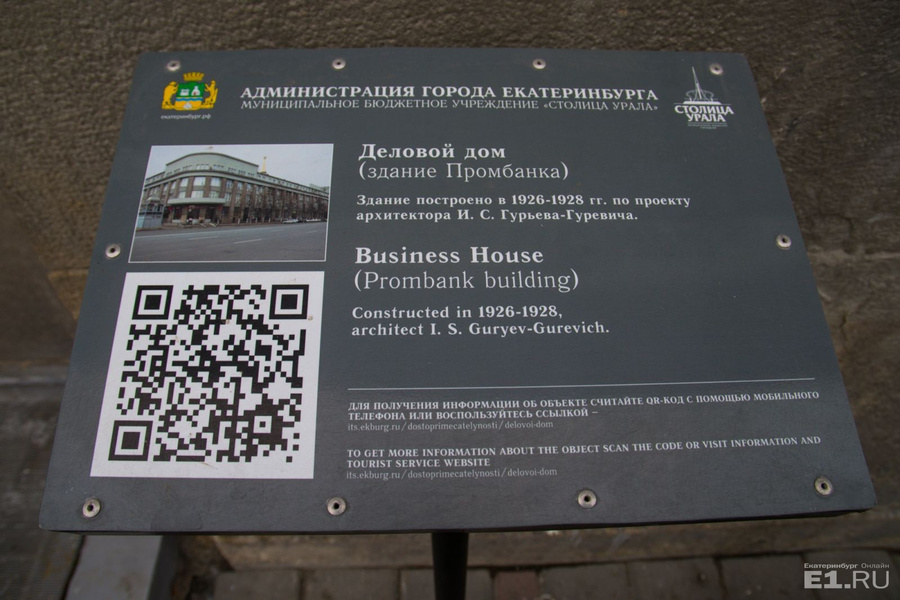 АДМИНИСТРАЦИЯ ГОРОДА ЕКАТЕРИНБУРГА
МУНИЦИПАЛЬНОЕ БЮДЖЕТНОЕ УЧРЕЖДЕНИЕ «СТОЛИЦА УРАЛА»
екатеринбург.рф
СТОЛИЦА
УРАЛА
Деловой дом
(здание Промбанка)
Здание построено в 1926-1928 гг. по проекту
архитектора И. С. Гурьева-Гуревича.
Business House
(Prombank building)
Constructed in 1926-1928,
architect I. S. Guryev-Gurevich.
ДЛЯ ПОЛУЧЕНИЯ ИНФОРМАЦИИ ОБ ОБЪЕКТЕ СЧИТАЙТЕ QR-КОД С ПОМОЩЬЮ МОБИЛЬНОГО
ТЕЛЕФОНА ИЛИ ВОСПОЛЬЗУЙТЕСЬ ССЫЛКОЙ –
its.ekburg.ru/dostoprimecatelynosti/delovoi-dom
TO GET MORE INFORMATION ABOUT THE OBJECT SCAN THE CODE OR VISIT INFORMATION AND
TOURIST SERVICE WEBSITE
its.ekburg.ru/dostoprimecatelynosti/delovoi-dom
Екатеринбург Онлайн
E1.RU